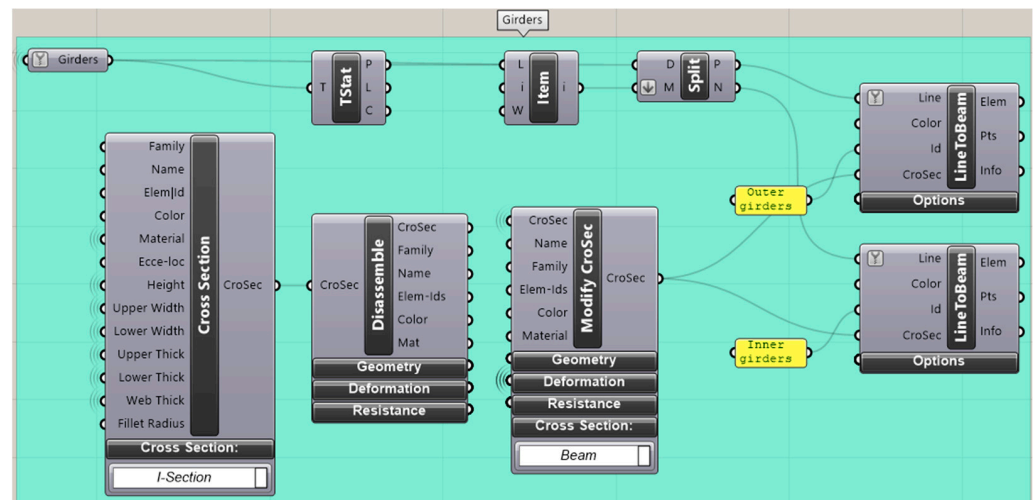 Girders
Girders
T
TStat
P
L
C
L
i
W
Item
i
D
M
Split
P
N
Line
Color
Id
CroSec
LineToBeam
Elem
Pts
Info
Options
Outer
girders
Family
Name
Elem|Id
Color
Material
Ecce-loc
Height
Upper Width
Lower Width
Upper Thick
Lower Thick
Web Thick
Fillet Radius
Cross Section
CroSec
Cross Section:
I-Section
CroSec
Disassemble
CroSec
Family
Name
Elem-Ids
Color
Mat
Geometry
Deformation
Resistance
CroSec
Name
Family
Elem-Ids
Color
Material
Modify CroSec
CroSec
Geometry
Deformation
Resistance
Cross Section:
Beam
Inner
girders
Line
Color
Id
CroSec
LineToBeam
Elem
Pts
Info
Options